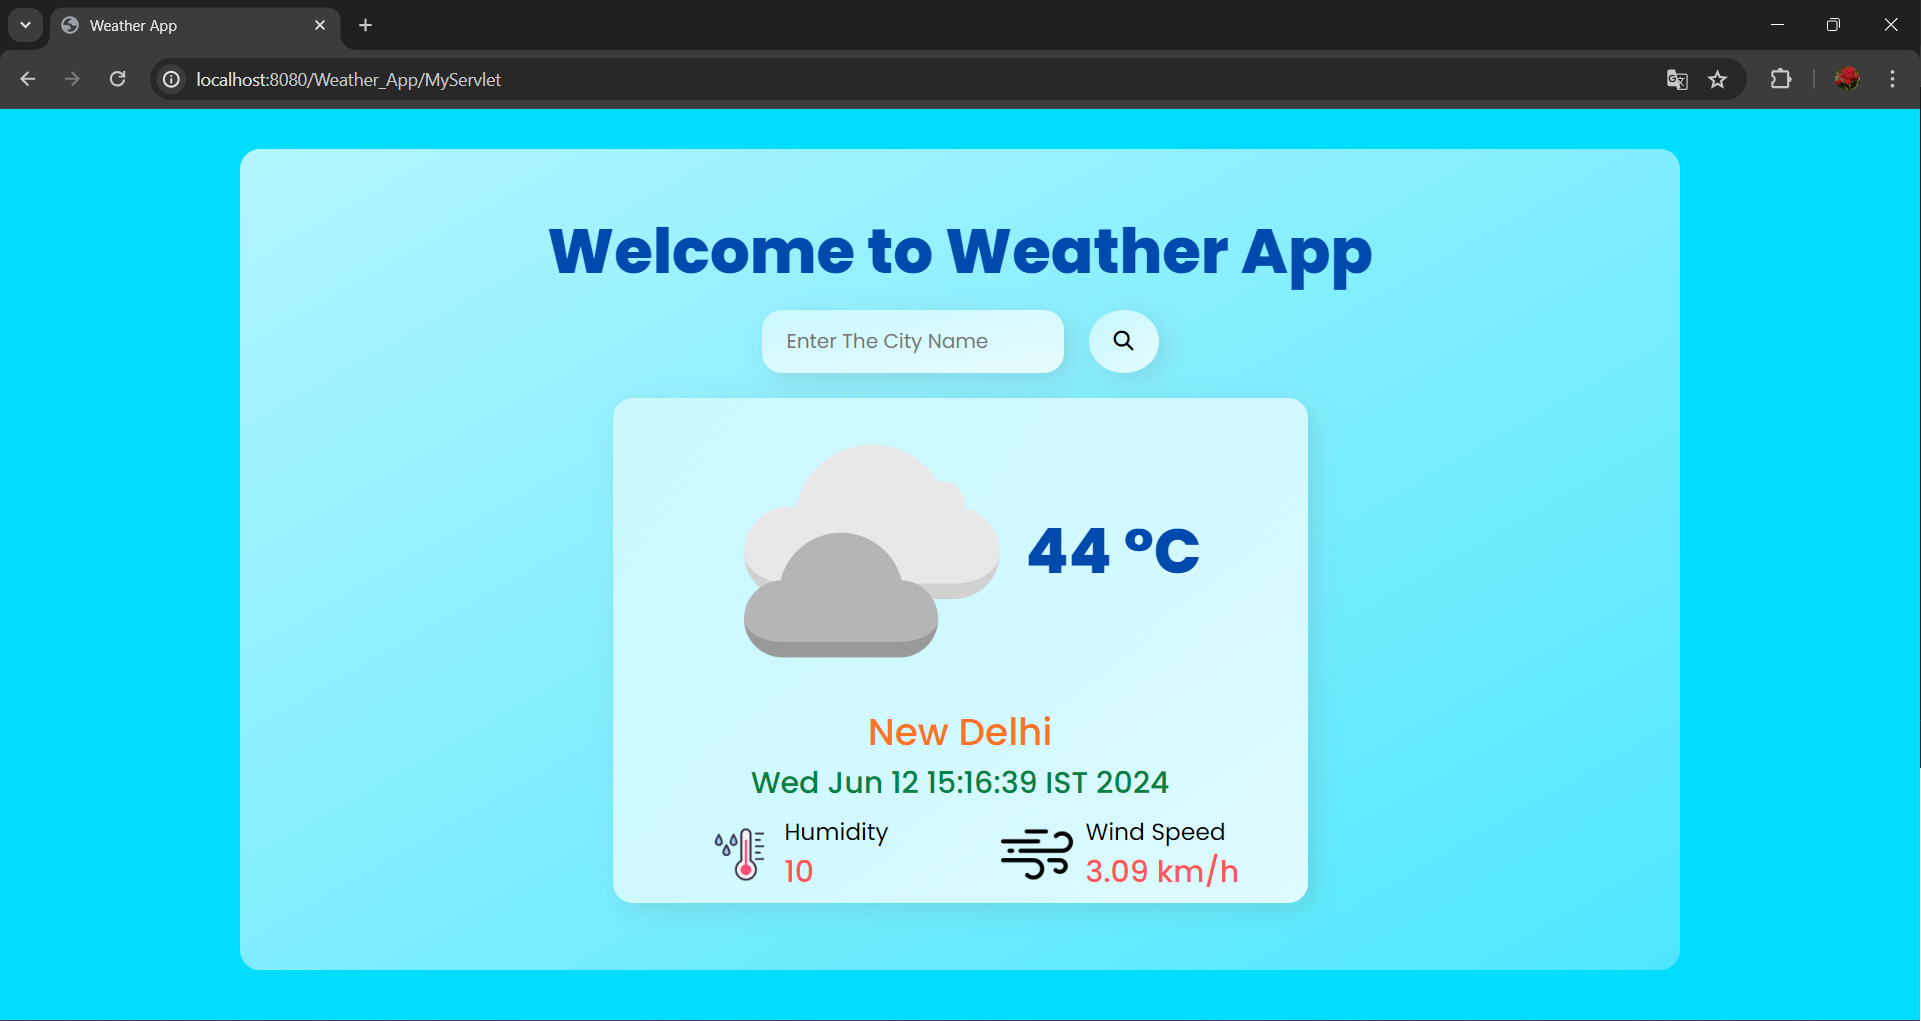 Weather App
localhost:8080/Weather_App/MyServlet
Welcome to Weather App
Enter The City Name
44 °C
New Delhi
Wed Jun 12 15:16:39 IST 2024
Humidity
10
Wind Speed
3.09 km/h